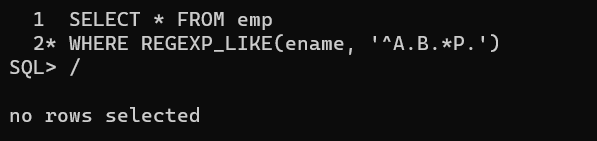 1  SELECT * FROM emp
2* WHERE REGEXP_LIKE(ename, '^A.B.*P.')
SQL> /
no rows selected